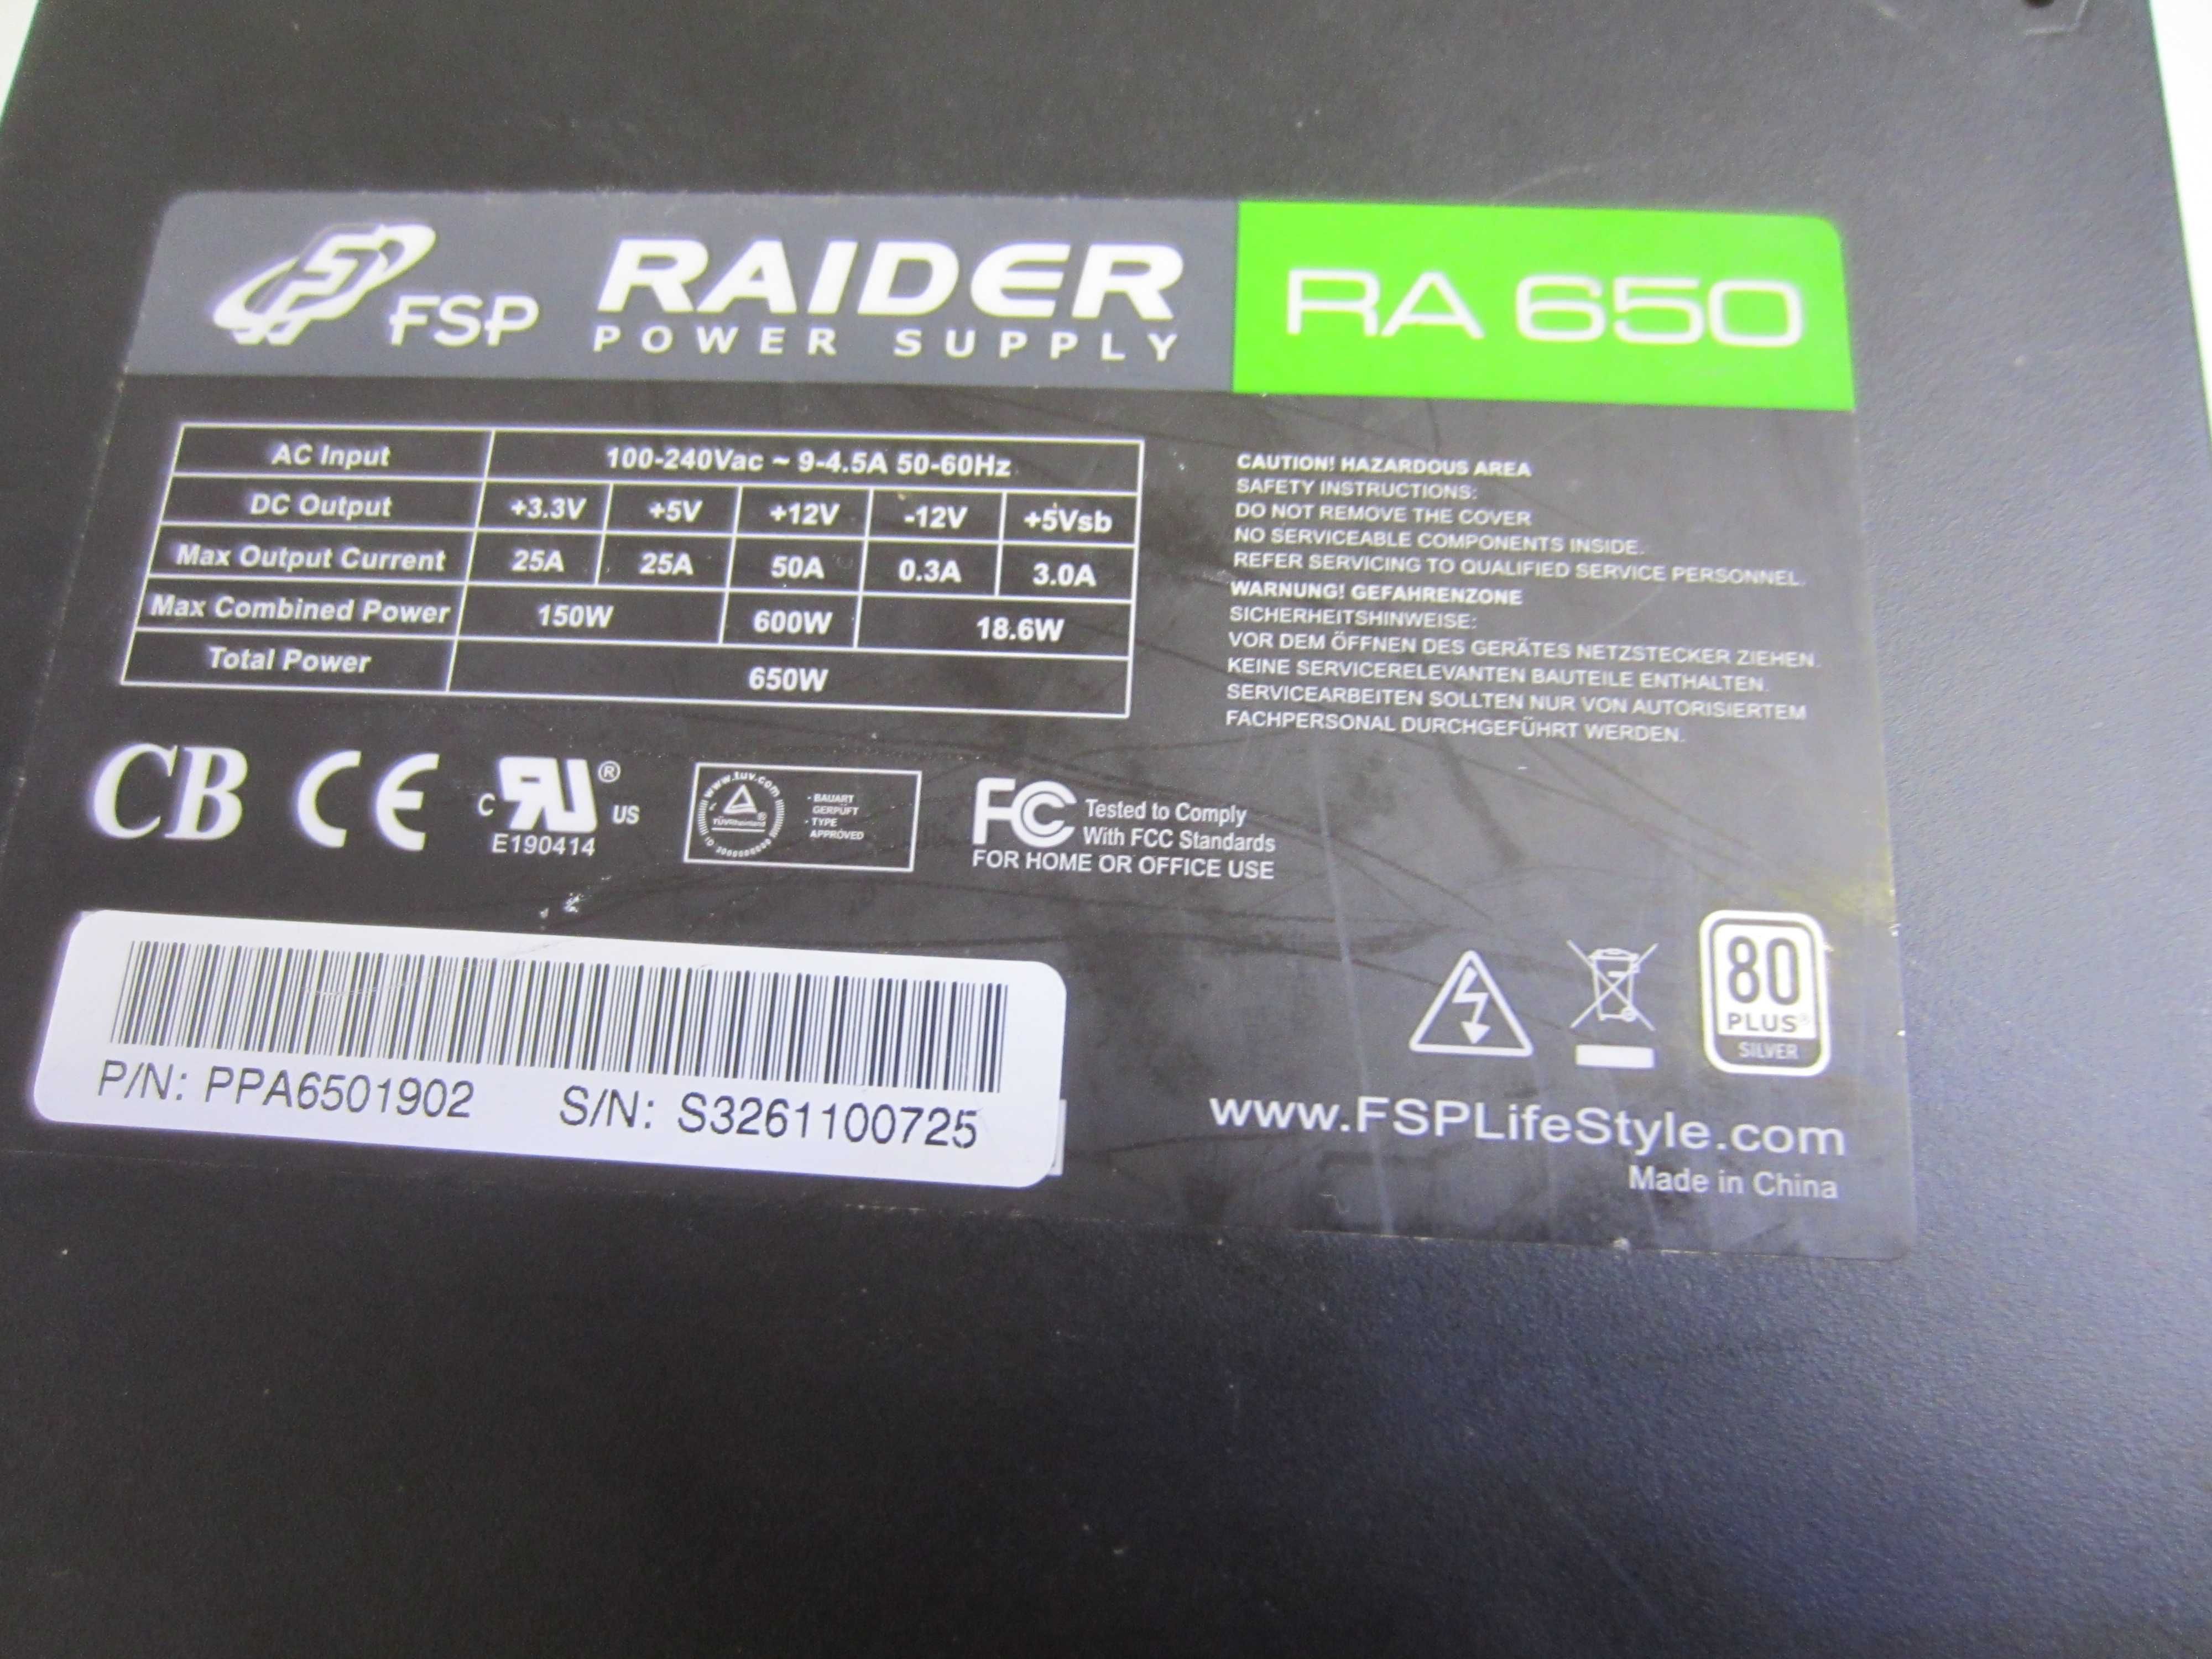 FSP RAIDER RA 650
POWER SUPPLY
AC Input 100-240Vac ~ 9-4.5A 50-60Hz
DC Output +3.3V +5V +12V -12V +5Vsb
Max Output Current 25A 25A 50A 0.3A 3.0A
Max Combined Power 150W 600W 18.6W
Total Power 650W
CAUTION! HAZARDOUS AREA
SAFETY INSTRUCTIONS:
DO NOT REMOVE THE COVER
NO SERVICEABLE COMPONENTS INSIDE.
REFER SERVICING TO QUALIFIED SERVICE PERSONNEL.
WARNUNG! GEFAHRENZONE
SICHERHEITSHINWEISE:
VOR DEM ÖFFNEN DES GERÄTES NETZSTECKER ZIEHEN.
KEINE SERVICERELEVANTEN BAUTEILE ENTHALTEN.
SERVICEARBEITEN SOLLTEN NUR VON AUTORISIERTEM
FACHPERSONAL DURCHGEFÜHRT WERDEN.
CB CE
C RU ® US
E190414
www.tuv.com
TÜVRheinland®
- BAUART
GERPÜFT
- TYPE
APPROVED
FC Tested to Comply
With FCC Standards
FOR HOME OR OFFICE USE
P/N: PPA6501902 S/N: S3261100725
80
PLUS®
SILVER
www.FSPLifeStyle.com
Made in China